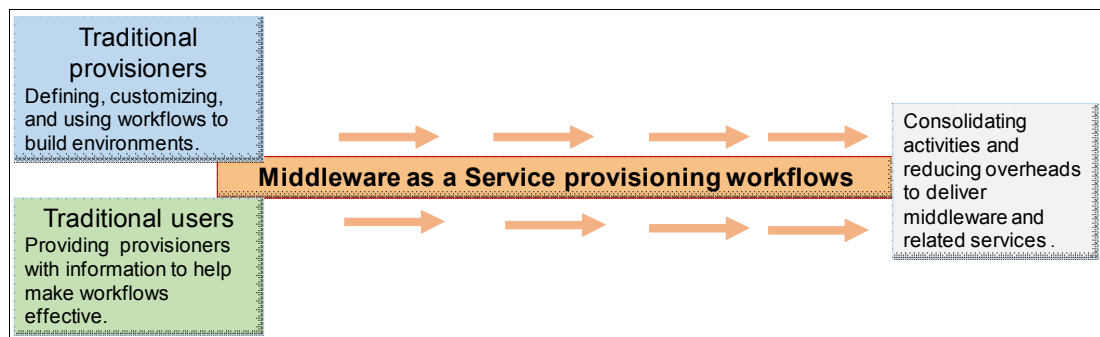 Traditional
provisioners
Defining, customizing,
and using workflows to
build environments.
Middleware as a Service provisioning workflows
Traditional users
Providing provisioners
with information to help
make workflows
effective.
Consolidating
activities and
reducing overheads
to deliver
middleware and
related services .